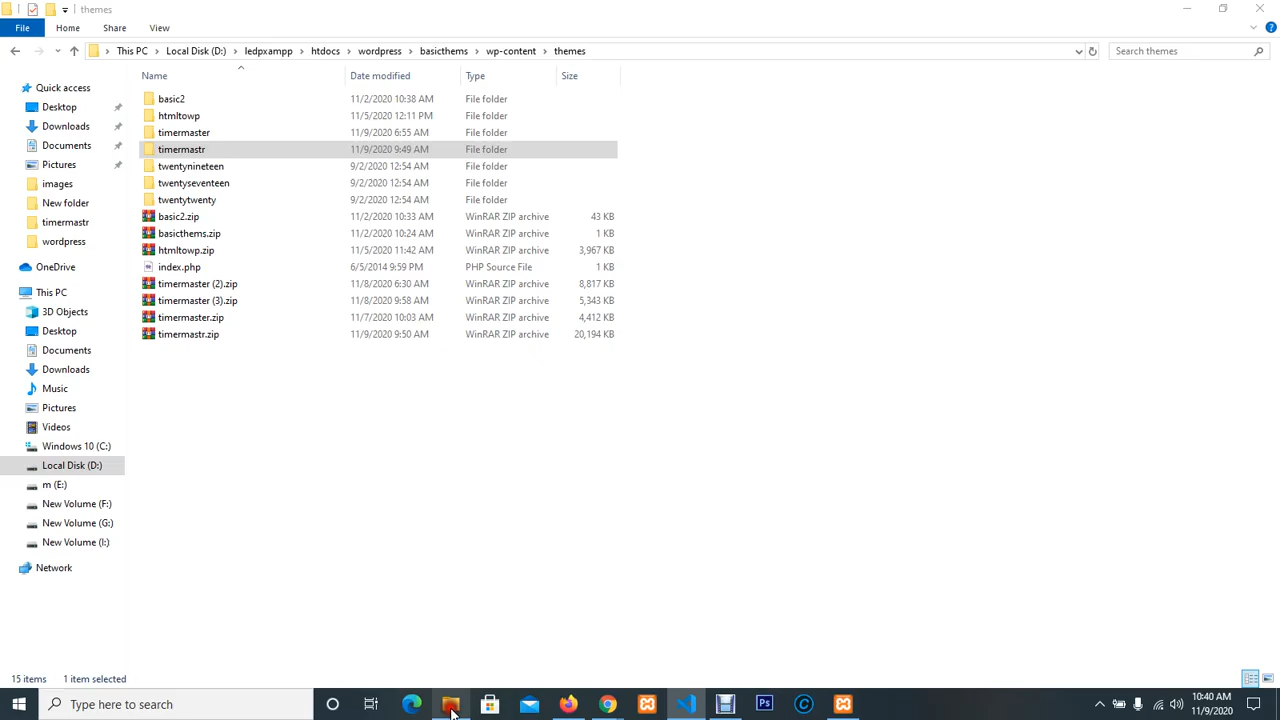 themes
File Home Share View
This PC Local Disk (D:) ledpxampp htdocs wordpress basicthems wp-content themes Search themes
Name Date modified Type Size
Quick access
Desktop
Downloads
Documents
Pictures
images
New folder
timermastr
wordpress
OneDrive
This PC
3D Objects
Desktop
Documents
Downloads
Music
Pictures
Videos
Windows 10 (C:)
Local Disk (D:)
m (E:)
New Volume (F:)
New Volume (G:)
New Volume (I:)
Network
basic2 11/2/2020 10:38 AM File folder
htmltowp 11/5/2020 12:11 PM File folder
timermaster 11/9/2020 6:55 AM File folder
timermastr 11/9/2020 9:49 AM File folder
twentynineteen 9/2/2020 12:54 AM File folder
twentyseventeen 9/2/2020 12:54 AM File folder
twentytwenty 9/2/2020 12:54 AM File folder
basic2.zip 11/2/2020 10:33 AM WinRAR ZIP archive 43 KB
basicthems.zip 11/2/2020 10:24 AM WinRAR ZIP archive 1 KB
htmltowp.zip 11/5/2020 11:42 AM WinRAR ZIP archive 3,967 KB
index.php 6/5/2014 9:59 PM PHP Source File 1 KB
timermaster (2).zip 11/8/2020 6:30 AM WinRAR ZIP archive 8,817 KB
timermaster (3).zip 11/8/2020 9:58 AM WinRAR ZIP archive 5,343 KB
timermaster.zip 11/7/2020 10:03 AM WinRAR ZIP archive 4,412 KB
timermastr.zip 11/9/2020 9:50 AM WinRAR ZIP archive 20,194 KB
15 items 1 item selected
Type here to search
10:40 AM
11/9/2020